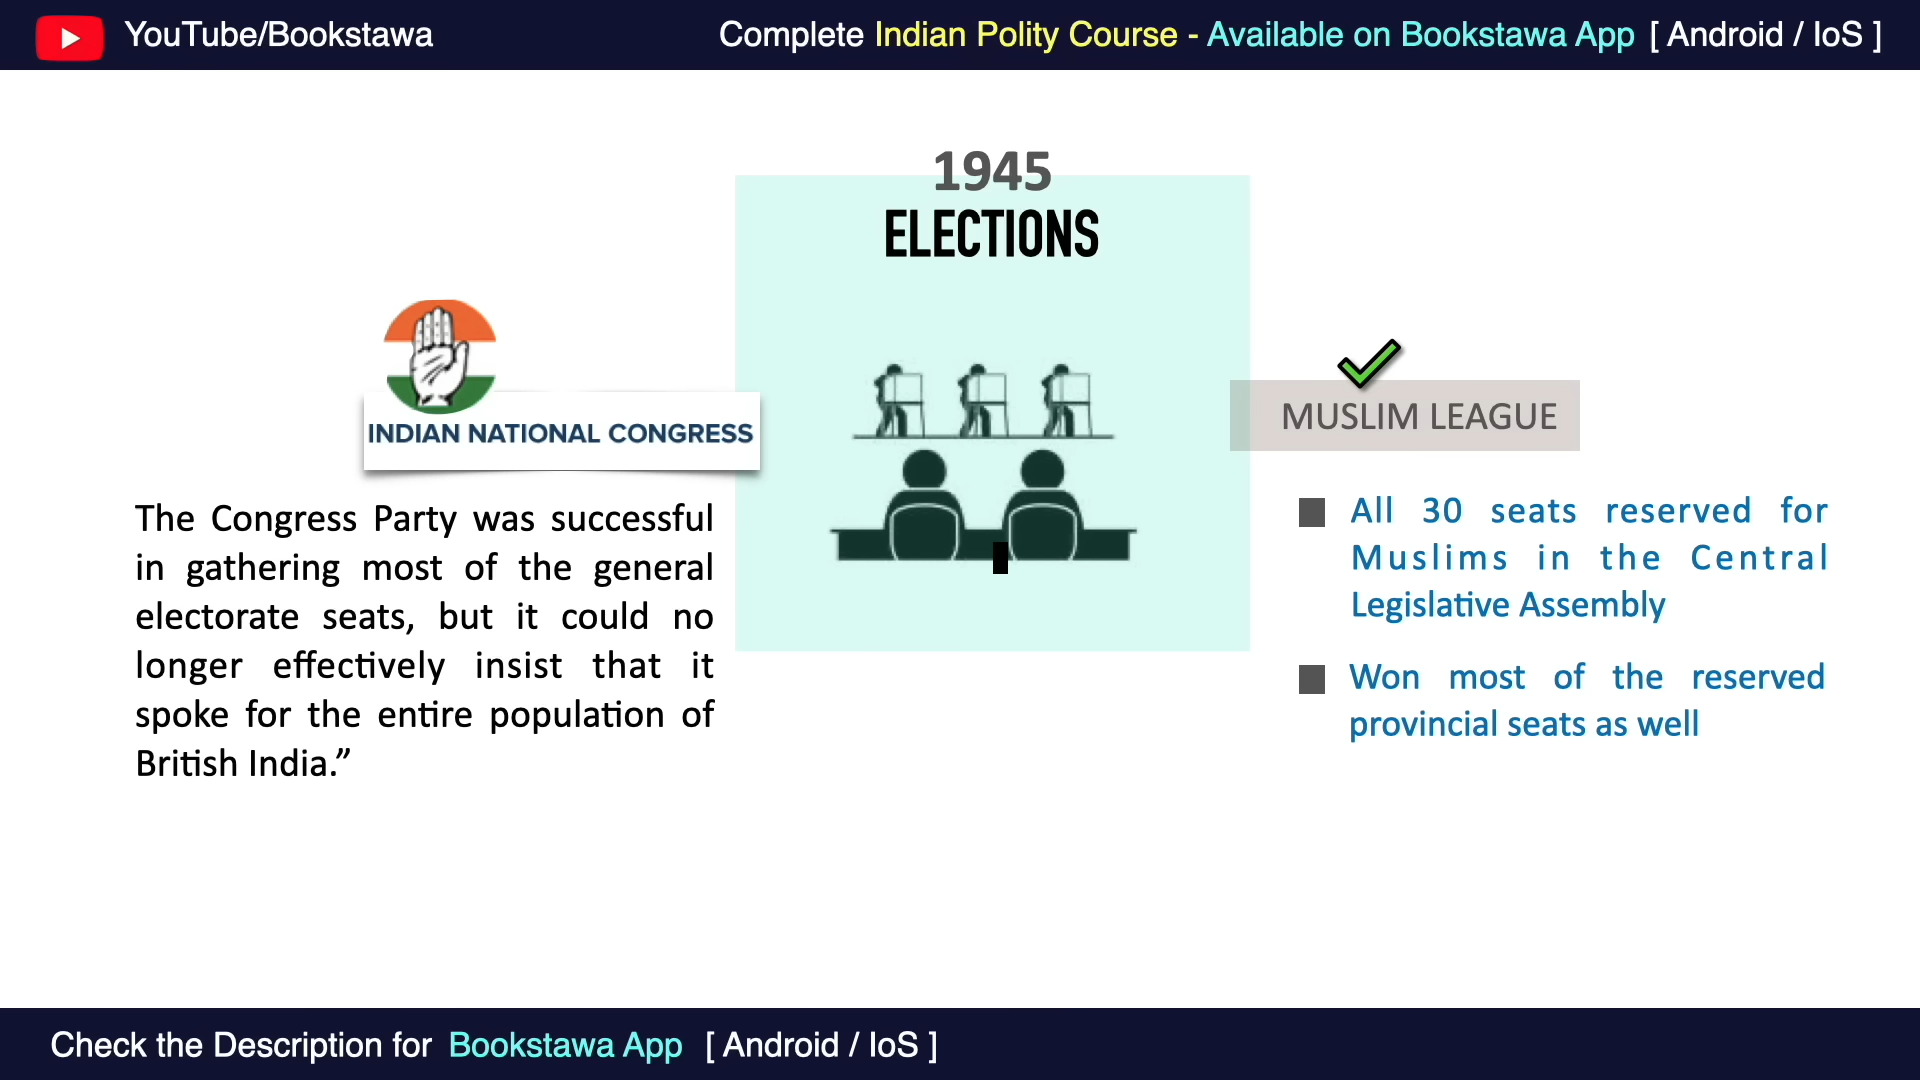 YouTube/Bookstawa
Complete Indian Polity Course - Available on Bookstawa App [ Android / IoS ]
1945
ELECTIONS
INDIAN NATIONAL CONGRESS
The Congress Party was successful
in gathering most of the general
electorate seats, but it could no
longer effectively insist that it
spoke for the entire population of
British India.”
MUSLIM LEAGUE
All 30 seats reserved for
Muslims in the Central
Legislative Assembly
Won most of the reserved
provincial seats as well
Check the Description for Bookstawa App [ Android / IoS ]